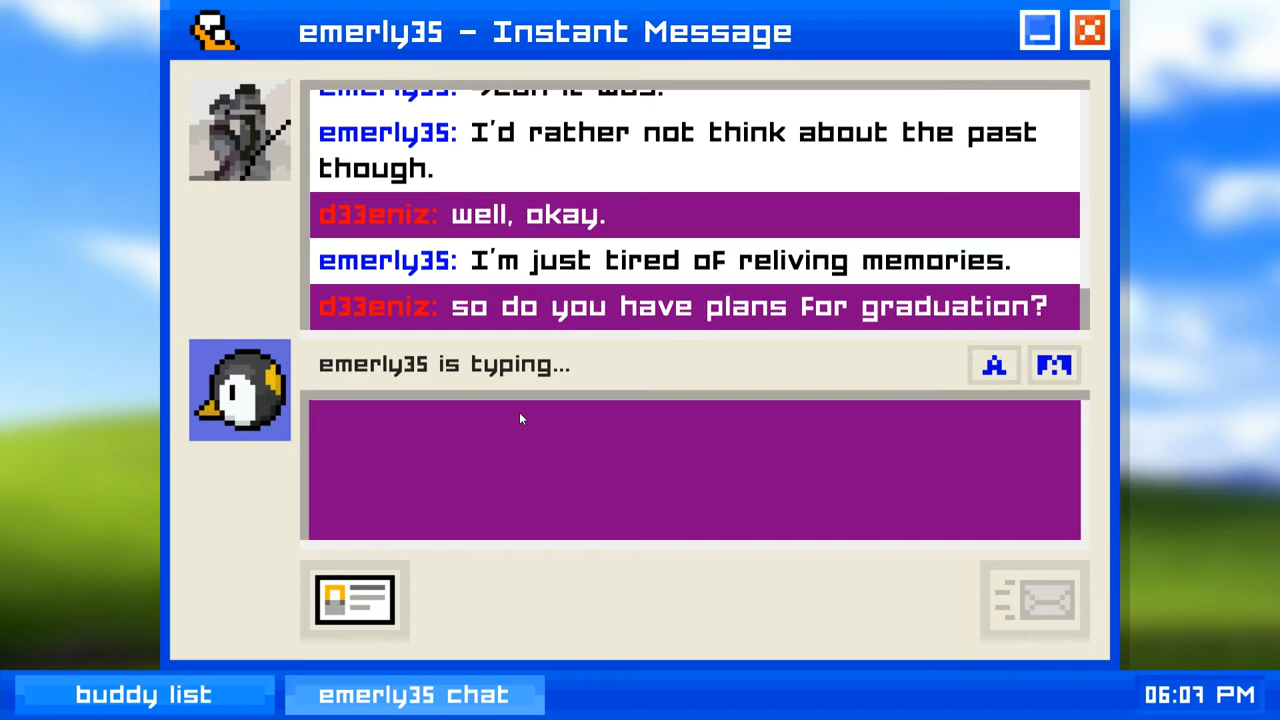 emerly35 - Instant Message
emerly35:
emerly35: I'd rather not think about the past
though.
d33eniz: well, okay.
emerly35: I'm just tired of reliving memories.
d33eniz: so do you have plans for graduation?
emerly35 is typing...
A A
buddy list
emerly35 chat
06:07 PM